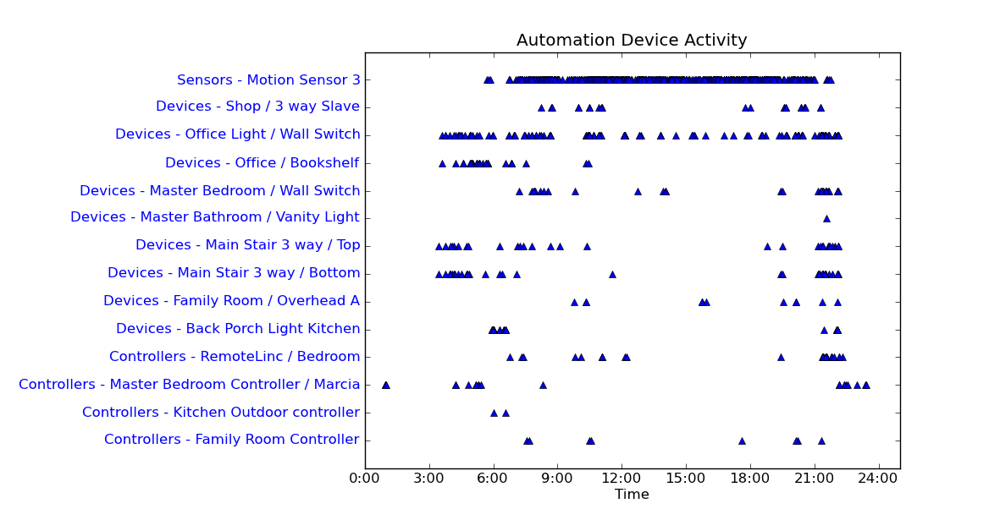 Automation Device Activity
Sensors - Motion Sensor 3
Devices - Shop / 3 way Slave
Devices - Office Light / Wall Switch
Devices - Office / Bookshelf
Devices - Master Bedroom / Wall Switch
Devices - Master Bathroom / Vanity Light
Devices - Main Stair 3 way / Top
Devices - Main Stair 3 way / Bottom
Devices - Family Room / Overhead A
Devices - Back Porch Light Kitchen
Controllers - RemoteLinc / Bedroom
Controllers - Master Bedroom Controller / Marcia
Controllers - Kitchen Outdoor controller
Controllers - Family Room Controller
0:00 3:00 6:00 9:00 12:00 15:00 18:00 21:00 24:00
Time